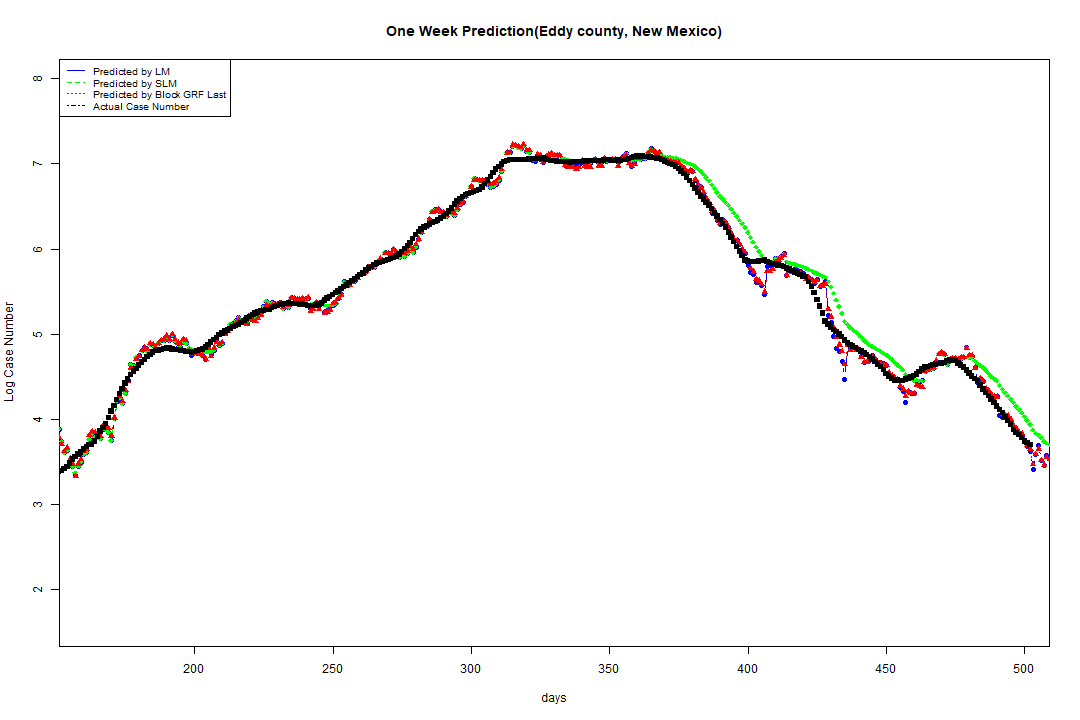 One Week Prediction(Eddy county, New Mexico)
Predicted by LM
Predicted by SLM
Predicted by Block GRF Last
Actual Case Number
8
7
6
5
4
3
2
Log Case Number
200 250 300 350 400 450 500
days